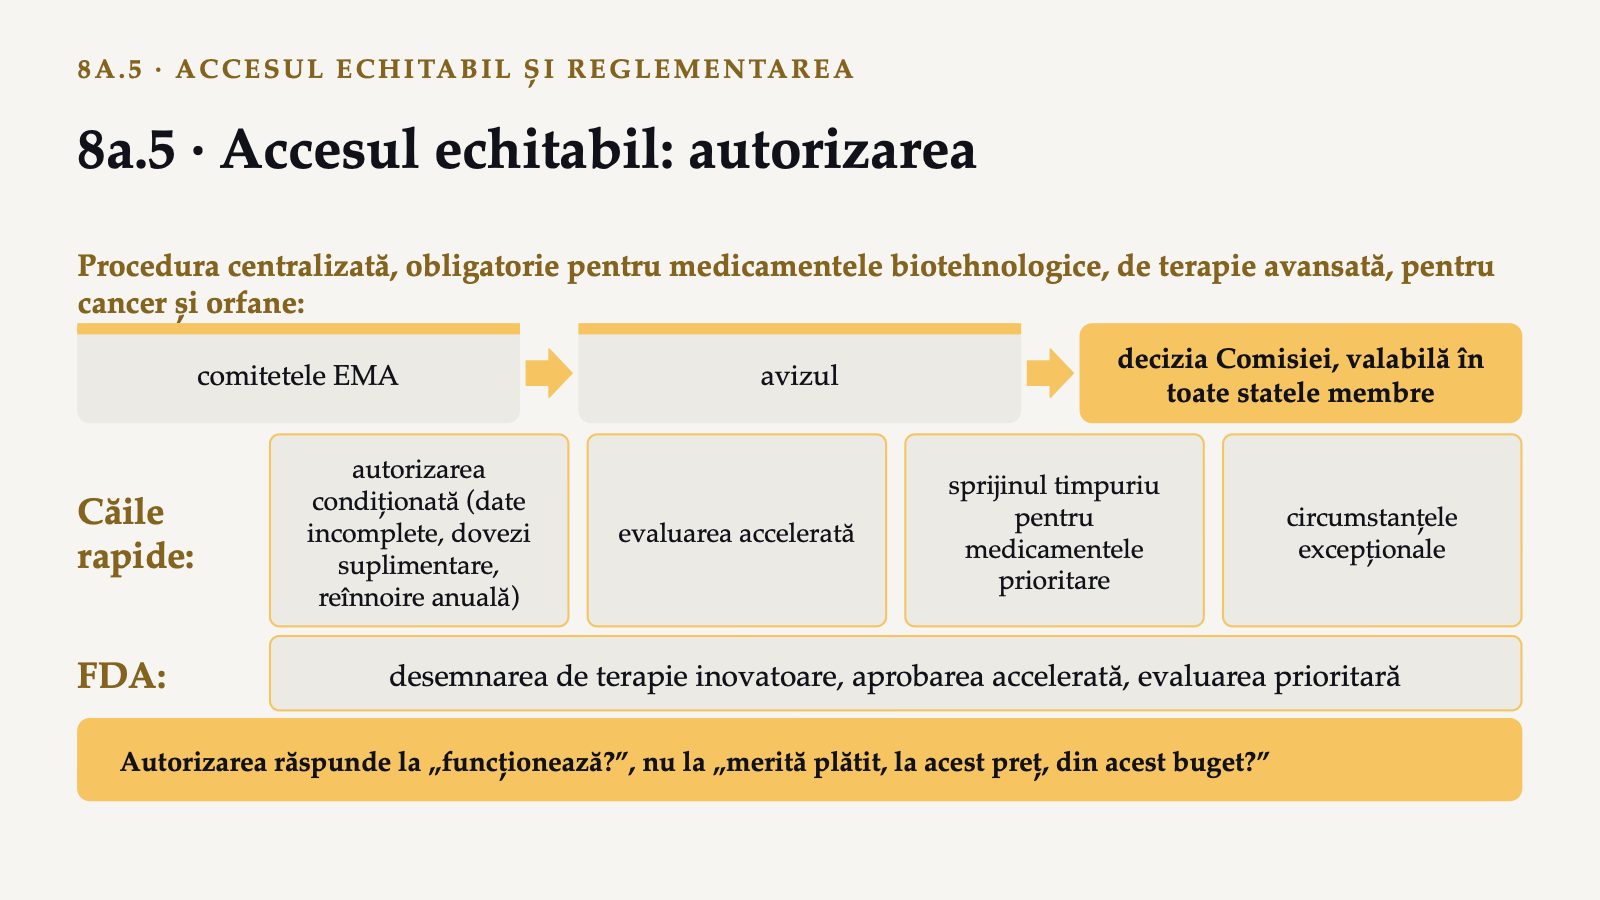 8A.5 · ACCESUL ECHITABIL ȘI REGLEMENTAREA
8a.5 · Accesul echitabil: autorizarea
Procedura centralizată, obligatorie pentru medicamentele biotehnologice, de terapie avansată, pentru
cancer și orfane:
comitetele EMA
avizul
decizia Comisiei, valabilă în
toate statele membre
Căile
rapide:
autorizarea
condiționată (date
incomplete, dovezi
suplimentare,
reînnoire anuală)
evaluarea accelerată
sprijinul timpuriu
pentru
medicamentele
prioritare
circumstanțele
excepționale
FDA:
desemnarea de terapie inovatoare, aprobarea accelerată, evaluarea prioritară
Autorizarea răspunde la „funcționează?”, nu la „merită plătit, la acest preț, din acest buget?”